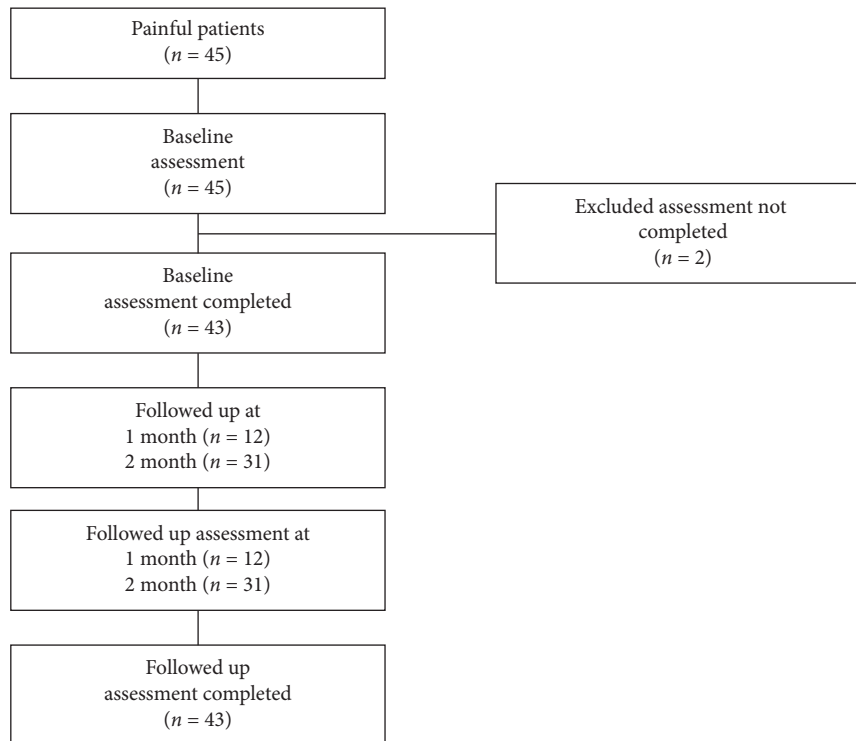 Painful patients
(n = 45)
Baseline
assessment
(n = 45)
Excluded assessment not
completed
(n = 2)
Baseline
assessment completed
(n = 43)
Followed up at
1 month (n = 12)
2 month (n = 31)
Followed up assessment at
1 month (n = 12)
2 month (n = 31)
Followed up
assessment completed
(n = 43)